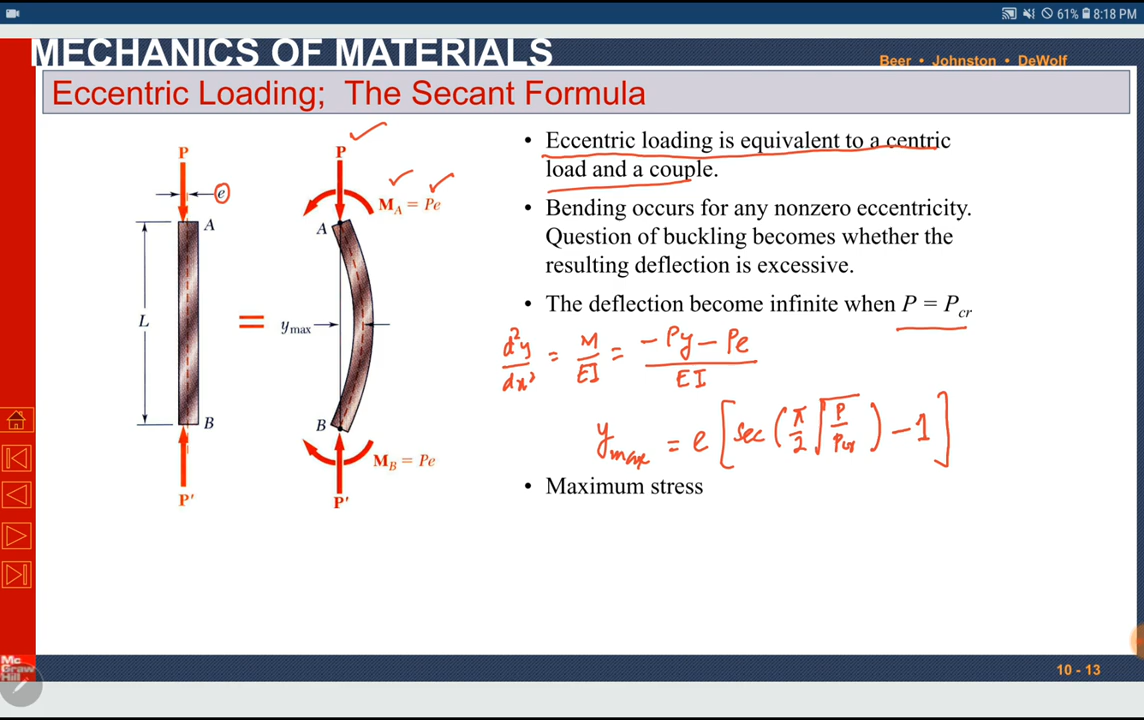 61% 8:18 PM
MECHANICS OF MATERIALS
Beer • Johnston • DeWolf
Eccentric Loading; The Secant Formula
P
e
A
L
B
P'
=
P
M_A = Pe
A
y_max
B
M_B = Pe
P'
• Eccentric loading is equivalent to a centric
load and a couple.
• Bending occurs for any nonzero eccentricity.
Question of buckling becomes whether the
resulting deflection is excessive.
• The deflection become infinite when P = P_cr
d²y/dx² = M/EI = (-Py - Pe)/EI
y_max = e [sec(π/2 √(P/P_cr)) - 1]
• Maximum stress
Mc
Graw
Hill
10 - 13